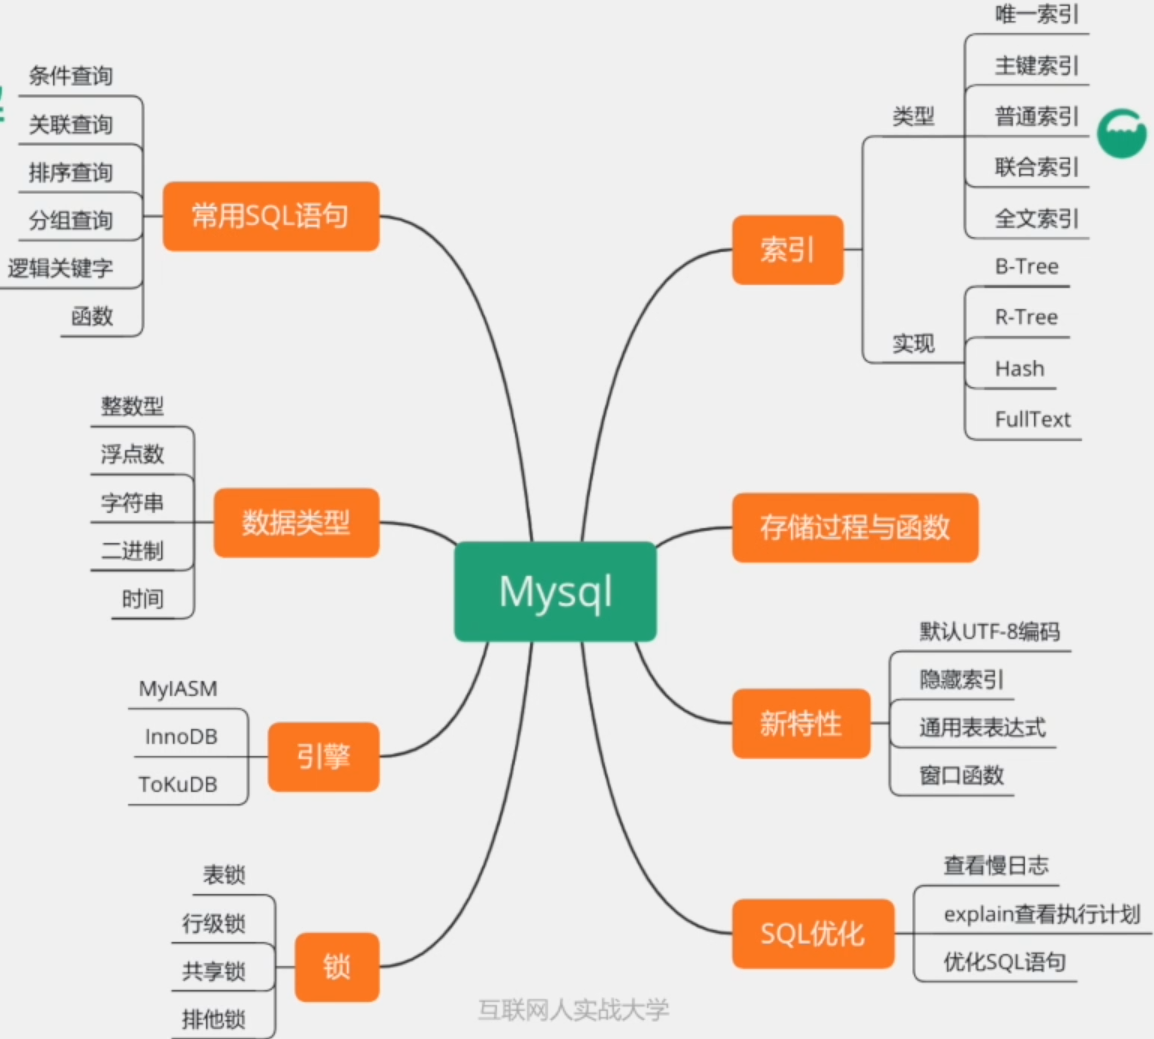 Mysql
常用SQL语句
条件查询
关联查询
排序查询
分组查询
逻辑关键字
函数
数据类型
整数型
浮点数
字符串
二进制
时间
引擎
MyIASM
InnoDB
ToKuDB
锁
表锁
行级锁
共享锁
排他锁
索引
类型
唯一索引
主键索引
普通索引
联合索引
全文索引
实现
B-Tree
R-Tree
Hash
FullText
存储过程与函数
新特性
默认UTF-8编码
隐藏索引
通用表表达式
窗口函数
SQL优化
查看慢日志
explain查看执行计划
优化SQL语句
互联网人实战大学